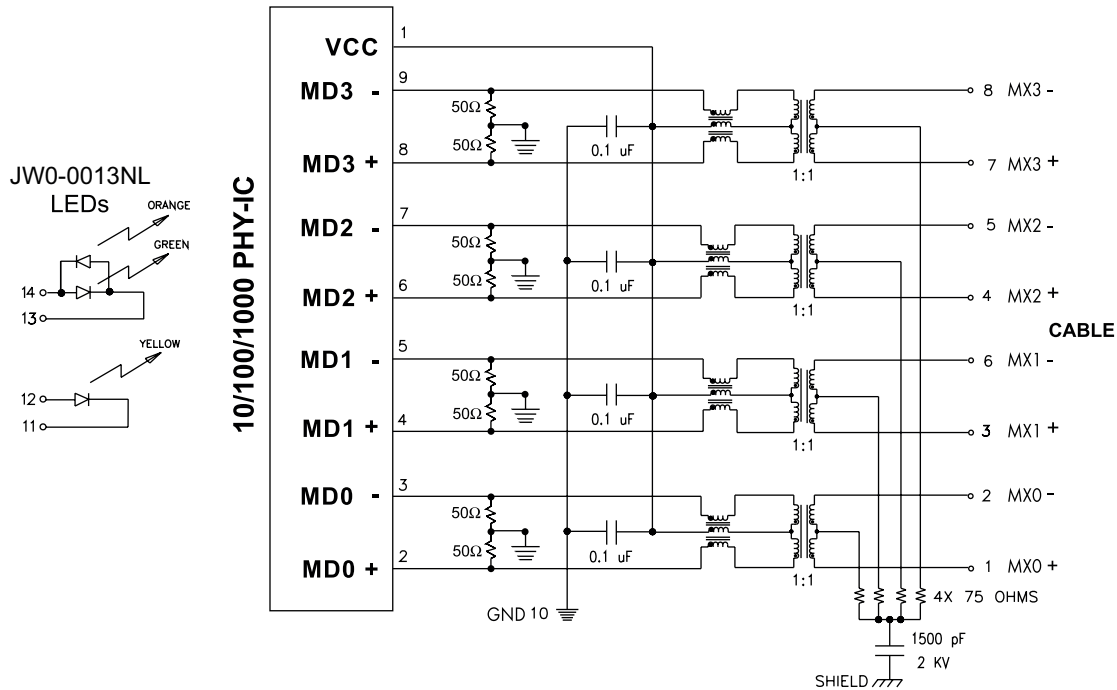 JW0-0013NL
LEDs
ORANGE
GREEN
14
13
YELLOW
12
11
10/100/1000 PHY-IC
VCC
1
MD3 -
9
50Ω
50Ω
0.1 uF
1:1
8 MX3 -
MD3 +
8
7 MX3 +
MD2 -
7
50Ω
50Ω
0.1 uF
1:1
5 MX2 -
MD2 +
6
4 MX2 +
CABLE
MD1 -
5
50Ω
50Ω
0.1 uF
1:1
6 MX1 -
MD1 +
4
3 MX1 +
MD0 -
3
50Ω
50Ω
0.1 uF
1:1
2 MX0 -
MD0 +
2
1 MX0 +
GND 10
4X 75 OHMS
1500 pF
2 KV
SHIELD